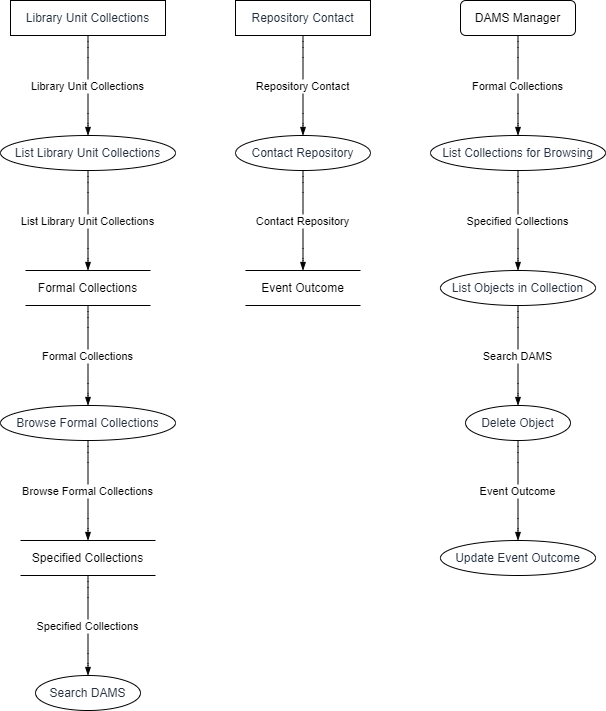 Library Unit Collections
Repository Contact
DAMS Manager
Library Unit Collections
Repository Contact
Formal Collections
List Library Unit Collections
Contact Repository
List Collections for Browsing
List Library Unit Collections
Contact Repository
Specified Collections
Formal Collections
Event Outcome
List Objects in Collection
Formal Collections
Search DAMS
Browse Formal Collections
Delete Object
Browse Formal Collections
Event Outcome
Specified Collections
Update Event Outcome
Specified Collections
Search DAMS